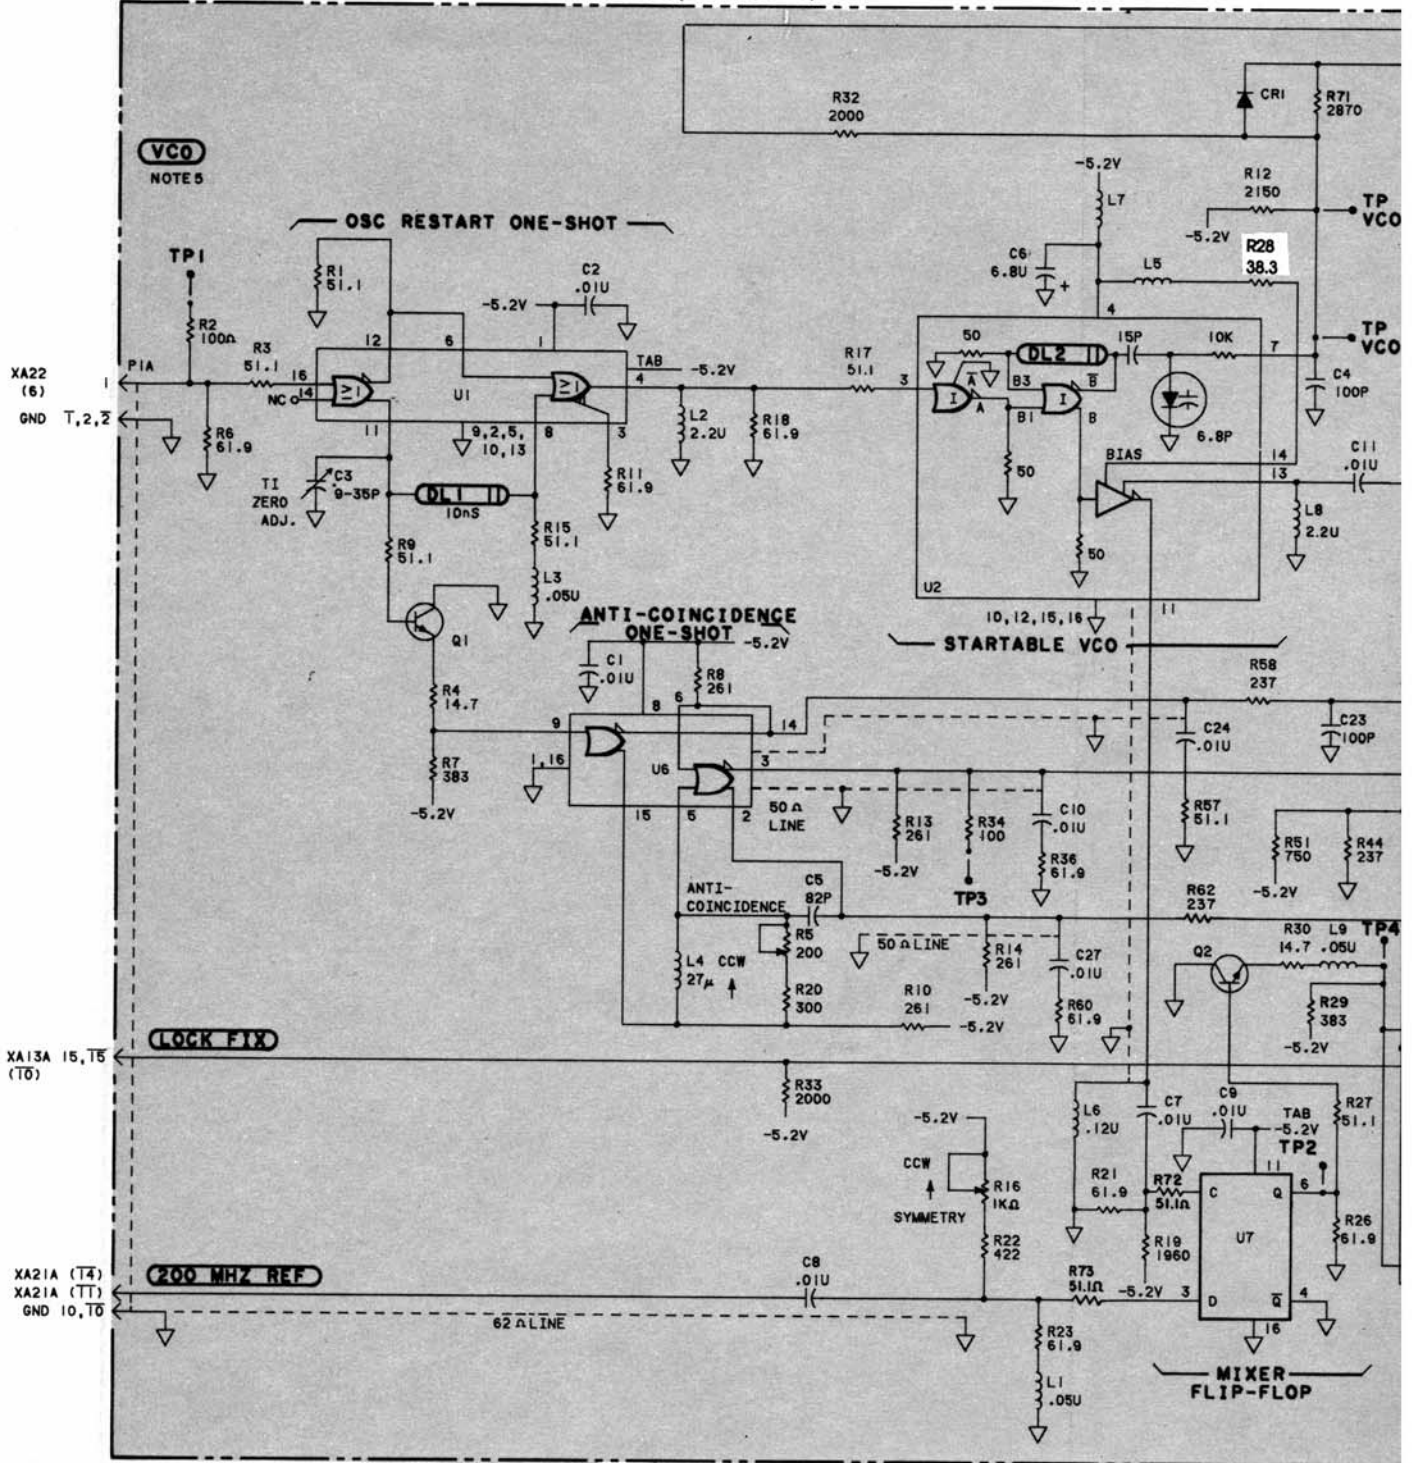 CR1
R71
2870
R32
2000
VCO
NOTE 5
-5.2V
L7
R12
2150
TP
VCO
-5.2V
OSC RESTART ONE-SHOT
TP1
R1
51.1
C2
.01U
-5.2V
C6
6.8U
+
L5
R28
38.3
R2
100Ω
R3
51.1
12
6
1
TAB
-5.2V
R17
51.1
4
50
DL2
15P
10K
7
TP
VCO
XA22
(6)
1
P1A
16
14
NC
≥1
U1
≥1
4
3
I
A̅
A
B3
B1
I
B̅
B
C4
100P
GND 1̅,2,2̅
R6
61.9
11
9,2,5,
10,13
8
3
L2
2.2U
R18
61.9
6.8P
T1
ZERO
ADJ.
C3
9-35P
DL1
10nS
R11
61.9
50
BIAS
14
13
C11
.01U
R15
51.1
L8
2.2U
R9
51.1
L3
.05U
50
U2
10,12,15,16
11
Q1
ANTI-COINCIDENCE
ONE-SHOT
-5.2V
STARTABLE VCO
C1
.01U
R8
261
R58
237
R4
14.7
8
6
9
14
C24
.01U
C23
100P
R7
383
1,16
U6
3
-5.2V
15
5
2
50 Ω
LINE
R13
261
R34
100
C10
.01U
R57
51.1
R51
750
R44
237
-5.2V
TP3
R36
61.9
-5.2V
ANTI-
COINCIDENCE
C5
82P
R62
237
R5
200
50 Ω LINE
R14
261
C27
.01U
Q2
R30
14.7
L9
.05U
TP4
L4
27μ
CCW
R20
300
R10
261
-5.2V
-5.2V
R60
61.9
R29
383
-5.2V
LOCK FIX
XA13A 15,1̅5̅
(1̅0̅)
R33
2000
-5.2V
-5.2V
L6
.12U
C7
.01U
C9
.01U
TAB
-5.2V
R27
51.1
TP2
CCW
SYMMETRY
R16
1KΩ
R21
61.9
R72
51.1Ω
11
C
Q
6
U7
R22
422
R19
1960
R26
61.9
XA21A (1̅4̅)
XA21A (1̅1̅)
GND 10,1̅0̅
200 MHZ REF
C8
.01U
R73
51.1Ω
-5.2V
3
D
Q̅
4
62 Ω LINE
R23
61.9
16
L1
.05U
MIXER
FLIP-FLOP